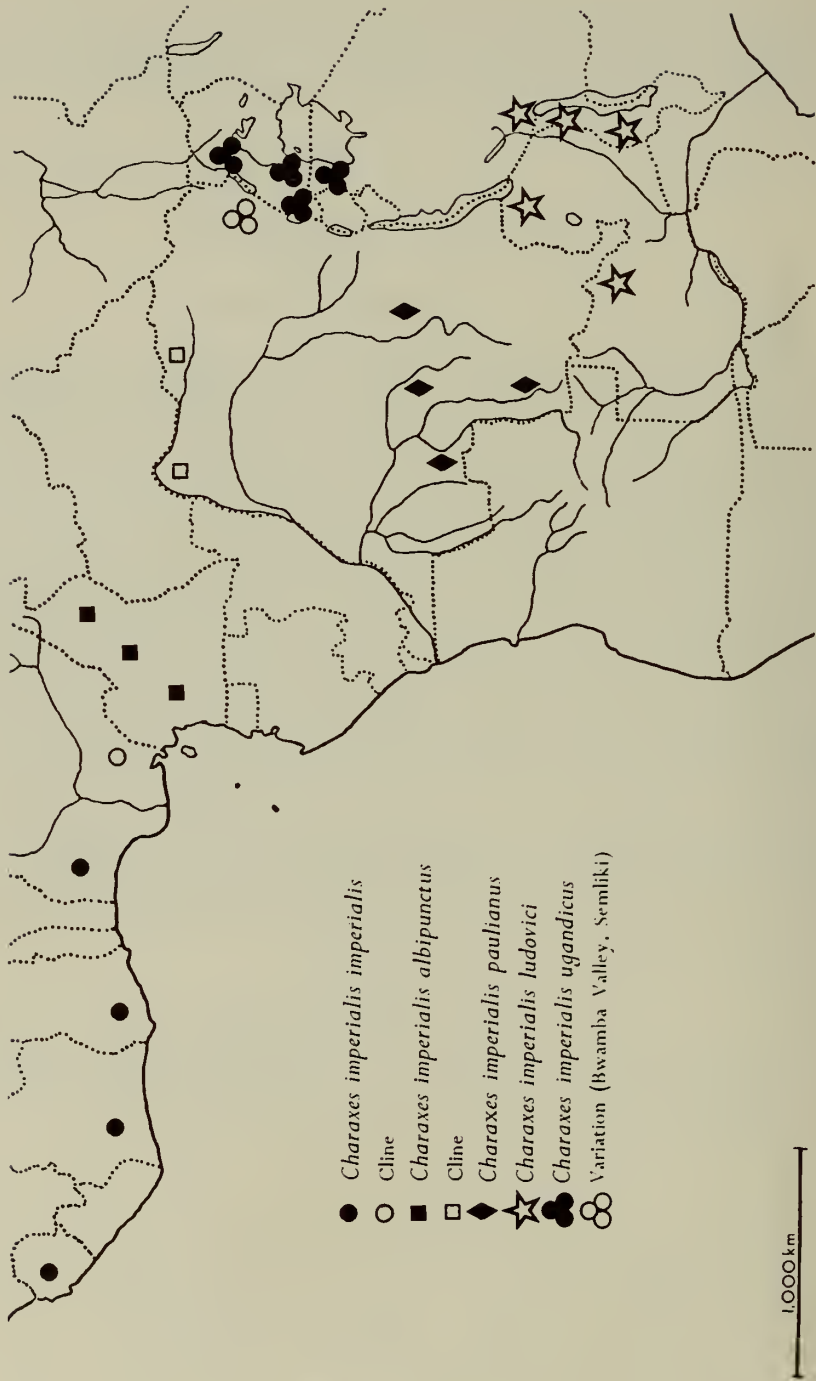 Charaxes imperialis imperialis
Cline
Charaxes imperialis albipunctus
Cline
Charaxes imperialis paulianus
Charaxes imperialis ludovici
Charaxes imperialis ugandicus
Variation (Bwamba Valley, Semliki)
1,000 km